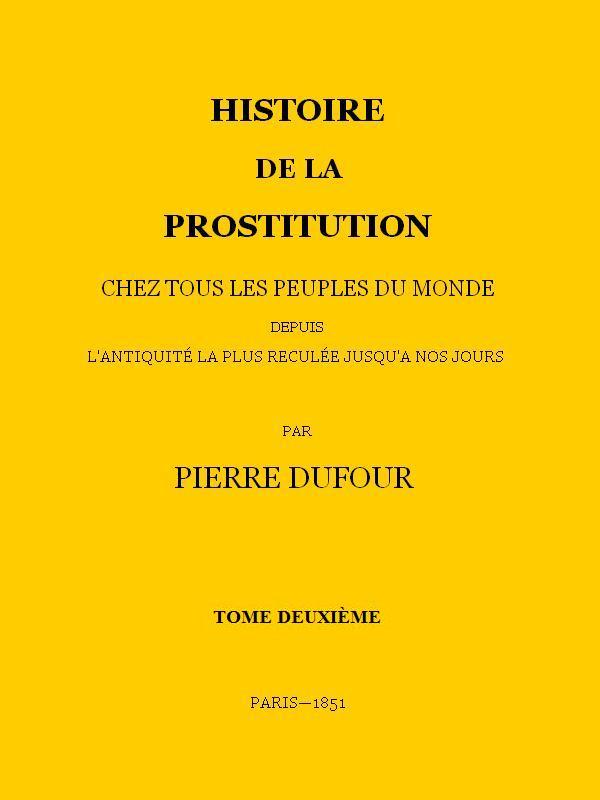 HISTOIRE
DE LA
PROSTITUTION
CHEZ TOUS LES PEUPLES DU MONDE
DEPUIS
L'ANTIQUITÉ LA PLUS RECULÉE JUSQU'A NOS JOURS
PAR
PIERRE DUFOUR
TOME DEUXIÈME
PARIS—1851